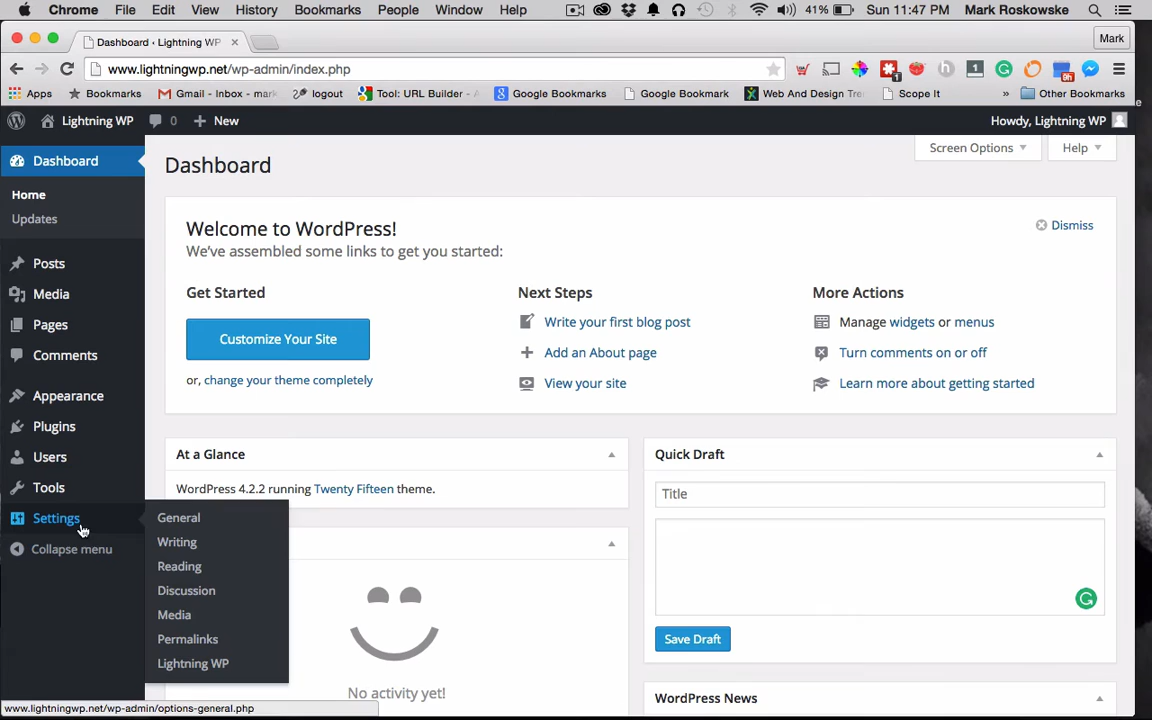 Chrome File Edit View History Bookmarks People Window Help 41% Sun 11:47 PM Mark Roskowske
Dashboard ‹ Lightning WP Mark
www.lightningwp.net/wp-admin/index.php
Apps Bookmarks Gmail - Inbox - mark logout Tool: URL Builder - Google Bookmarks Google Bookmark Web And Design Tre Scope It » Other Bookmarks
Lightning WP 0 New Howdy, Lightning WP
Screen Options Help
Dashboard
Home
Updates
Posts
Media
Pages
Comments
Appearance
Plugins
Users
Tools
Settings
Collapse menu
General
Writing
Reading
Discussion
Media
Permalinks
Lightning WP
Dashboard
Welcome to WordPress!
Dismiss
We've assembled some links to get you started:
Get Started
Customize Your Site
or, change your theme completely
Next Steps
Write your first blog post
Add an About page
View your site
More Actions
Manage widgets or menus
Turn comments on or off
Learn more about getting started
At a Glance
WordPress 4.2.2 running Twenty Fifteen theme.
No activity yet!
Quick Draft
Title
Save Draft
WordPress News
www.lightningwp.net/wp-admin/options-general.php